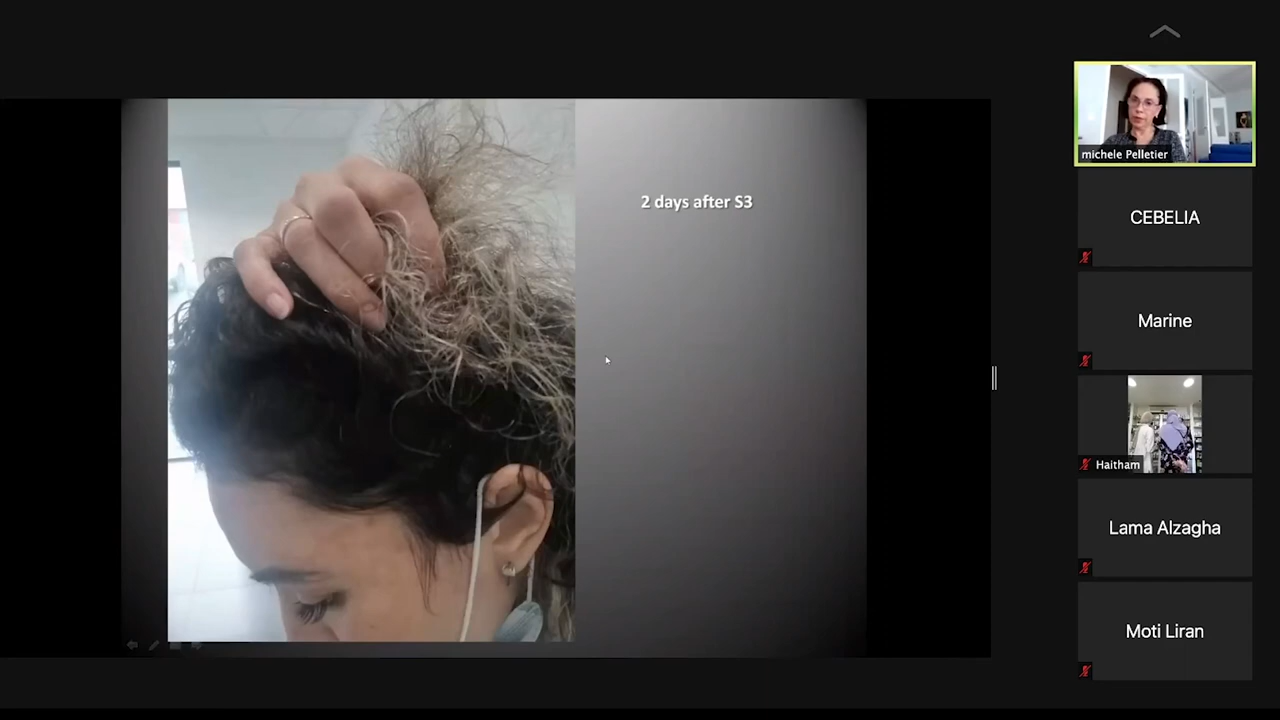 2 days after S3
michele Pelletier
CEBELIA
Marine
Haitham
Lama Alzagha
Moti Liran